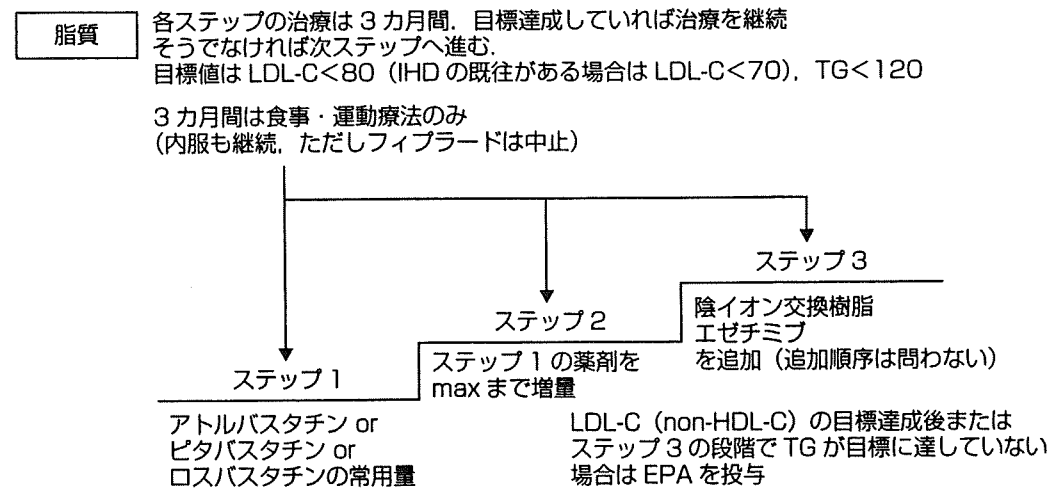 脂質
各ステップの治療は3カ月間．目標達成していれば治療を継続
そうでなければ次ステップへ進む．
目標値はLDL-C<80（IHDの既往がある場合はLDL-C<70），TG<120
3カ月間は食事・運動療法のみ
（内服も継続，ただしフィブラードは中止）
ステップ3
陰イオン交換樹脂
エゼチミブ
を追加（追加順序は問わない）
ステップ2
ステップ1の薬剤を
maxまで増量
ステップ1
アトルバスタチン or
ピタバスタチン or
ロスバスタチンの常用量
LDL-C（non-HDL-C）の目標達成後または
ステップ3の段階でTGが目標に達していない
場合はEPAを投与